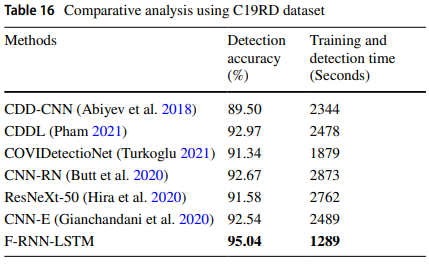 Table 16 Comparative analysis using C19RD dataset
Methods Detection accuracy (%) Training and detection time (Seconds)
CDD-CNN (Abiyev et al. 2018) 89.50 2344
CDDL (Pham 2021) 92.97 2478
COVIDetectioNet (Turkoglu 2021) 91.34 1879
CNN-RN (Butt et al. 2020) 92.67 2873
ResNeXt-50 (Hira et al. 2020) 91.58 2762
CNN-E (Gianchandani et al. 2020) 92.54 2489
F-RNN-LSTM 95.04 1289